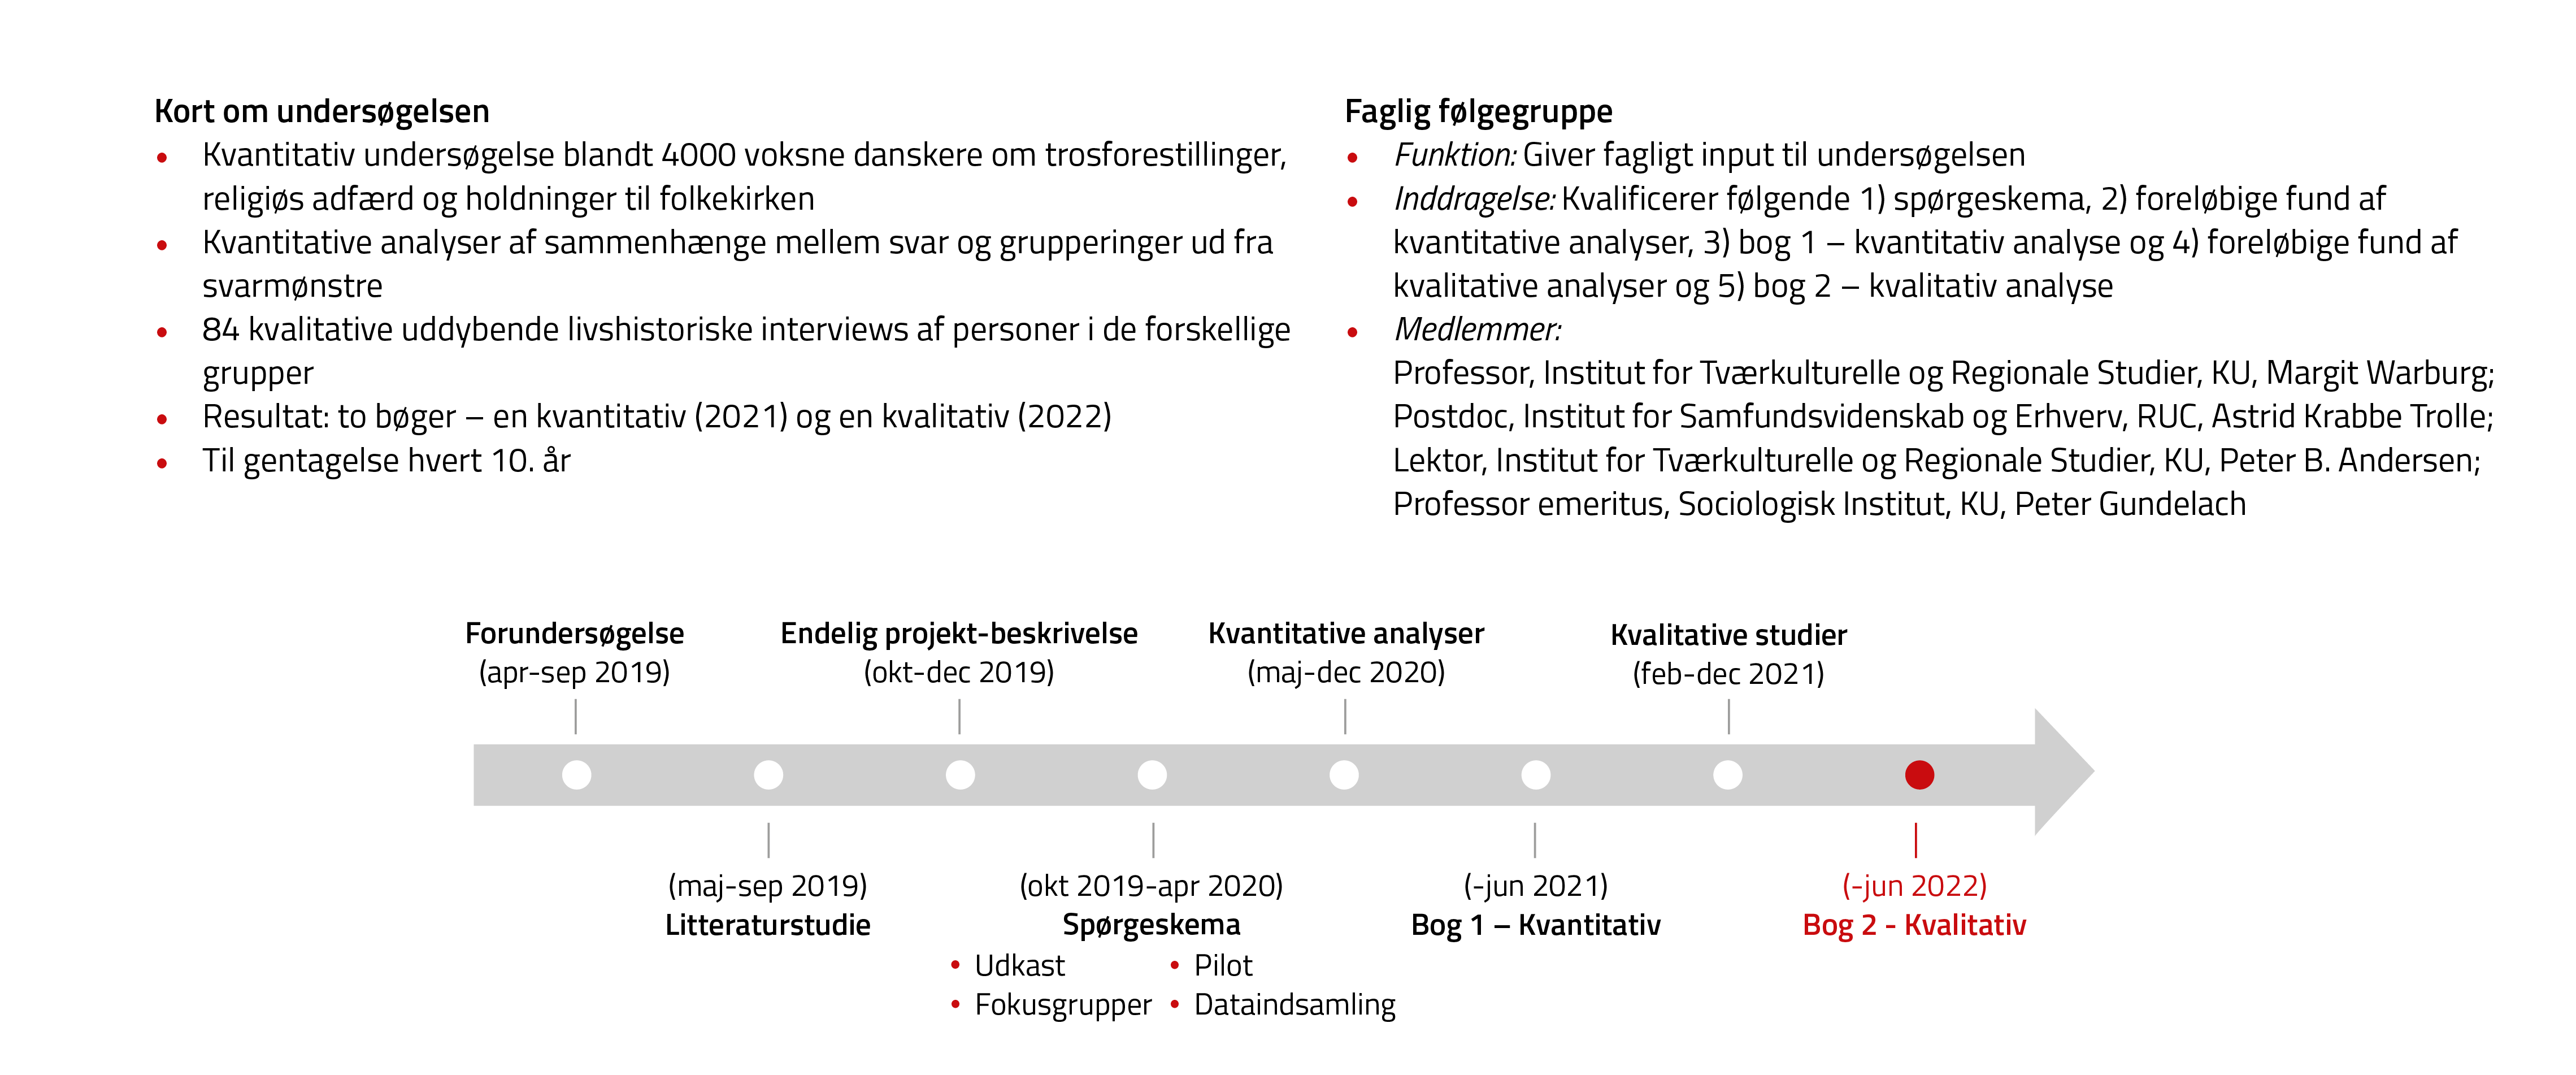 Kort om undersøgelsen
• Kvantitativ undersøgelse blandt 4000 voksne danskere om trosforestillinger,
religiøs adfærd og holdninger til folkekirken
• Kvantitative analyser af sammenhænge mellem svar og grupperinger ud fra
svarmønstre
• 84 kvalitative uddybende livshistoriske interviews af personer i de forskellige
grupper
• Resultat: to bøger – en kvantitativ (2021) og en kvalitativ (2022)
• Til gentagelse hvert 10. år
Faglig følgegruppe
• Funktion: Giver fagligt input til undersøgelsen
• Inddragelse: Kvalificerer følgende 1) spørgeskema, 2) foreløbige fund af
kvantitative analyser, 3) bog 1 – kvantitativ analyse og 4) foreløbige fund af
kvalitative analyser og 5) bog 2 – kvalitativ analyse
• Medlemmer:
Professor, Institut for Tværkulturelle og Regionale Studier, KU, Margit Warburg;
Postdoc, Institut for Samfundsvidenskab og Erhverv, RUC, Astrid Krabbe Trolle;
Lektor, Institut for Tværkulturelle og Regionale Studier, KU, Peter B. Andersen;
Professor emeritus, Sociologisk Institut, KU, Peter Gundelach
Forundersøgelse
(apr-sep 2019)
Endelig projekt-beskrivelse
(okt-dec 2019)
Kvantitative analyser
(maj-dec 2020)
Kvalitative studier
(feb-dec 2021)
(maj-sep 2019)
Litteraturstudie
(okt 2019-apr 2020)
Spørgeskema
• Udkast
• Fokusgrupper
• Pilot
• Dataindsamling
(-jun 2021)
Bog 1 – Kvantitativ
(-jun 2022)
Bog 2 - Kvalitativ